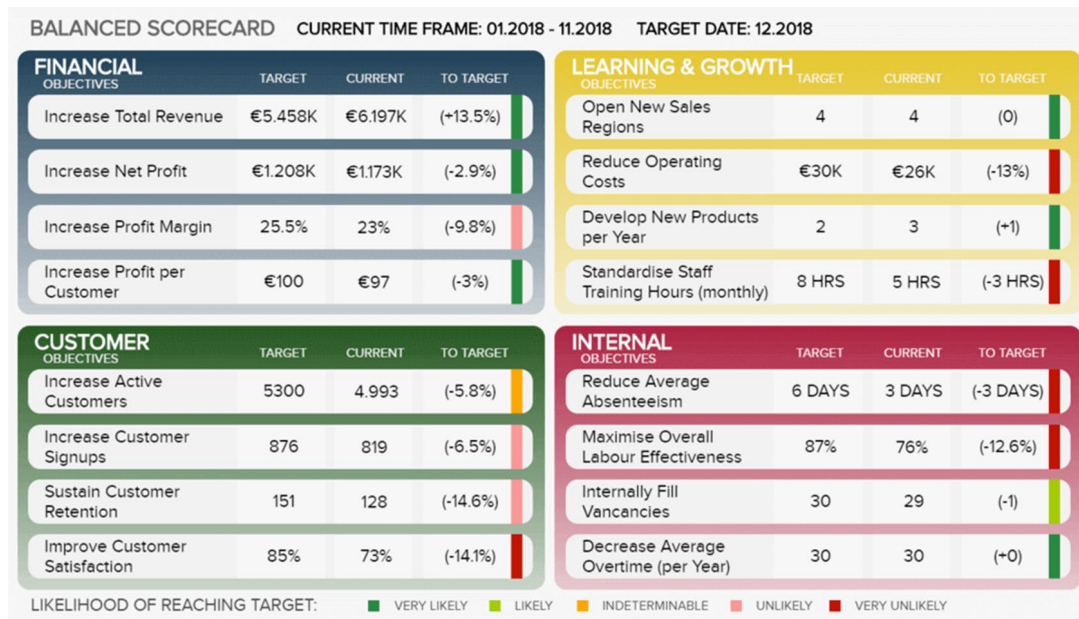 BALANCED SCORECARD CURRENT TIME FRAME: 01.2018 - 11.2018 TARGET DATE: 12.2018
FINANCIAL
OBJECTIVES TARGET CURRENT TO TARGET
Increase Total Revenue €5.458K €6.197K (+13.5%)
Increase Net Profit €1.208K €1.173K (-2.9%)
Increase Profit Margin 25.5% 23% (-9.8%)
Increase Profit per
Customer €100 €97 (-3%)
LEARNING & GROWTH
OBJECTIVES TARGET CURRENT TO TARGET
Open New Sales
Regions 4 4 (0)
Reduce Operating
Costs €30K €26K (-13%)
Develop New Products
per Year 2 3 (+1)
Standardise Staff
Training Hours (monthly) 8 HRS 5 HRS (-3 HRS)
CUSTOMER
OBJECTIVES TARGET CURRENT TO TARGET
Increase Active
Customers 5300 4.993 (-5.8%)
Increase Customer
Signups 876 819 (-6.5%)
Sustain Customer
Retention 151 128 (-14.6%)
Improve Customer
Satisfaction 85% 73% (-14.1%)
INTERNAL
OBJECTIVES TARGET CURRENT TO TARGET
Reduce Average
Absenteeism 6 DAYS 3 DAYS (-3 DAYS)
Maximise Overall
Labour Effectiveness 87% 76% (-12.6%)
Internally Fill
Vancancies 30 29 (-1)
Decrease Average
Overtime (per Year) 30 30 (+0)
LIKELIHOOD OF REACHING TARGET: VERY LIKELY LIKELY INDETERMINABLE UNLIKELY VERY UNLIKELY